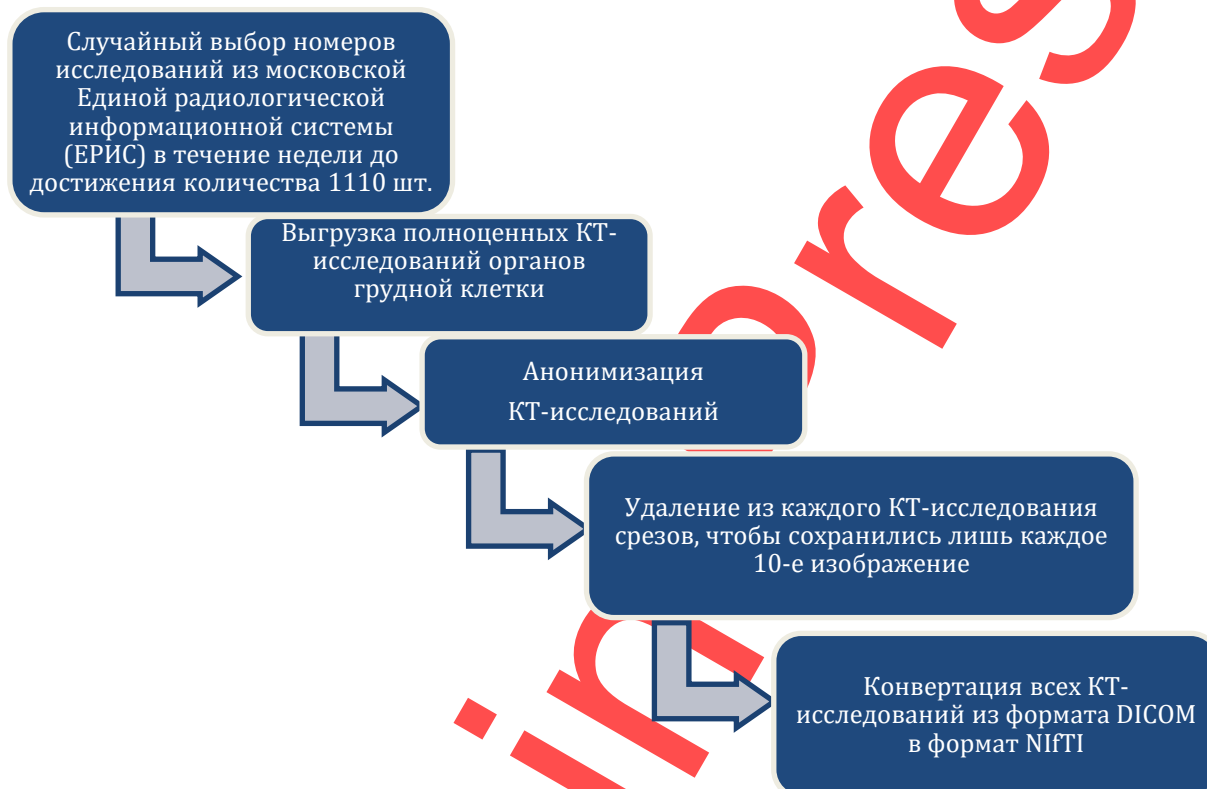 Случайный выбор номеров
исследований из московской
Единой радиологической
информационной системы
(ЕРИС) в течение недели до
достижения количества 1110 шт.
Выгрузка полноценных КТ-
исследований органов
грудной клетки
Анонимизация
КТ-исследований
Удаление из каждого КТ-исследования
срезов, чтобы сохранились лишь каждое
10-е изображение
Конвертация всех КТ-
исследований из формата DICOM
в формат NIfTI
in pres